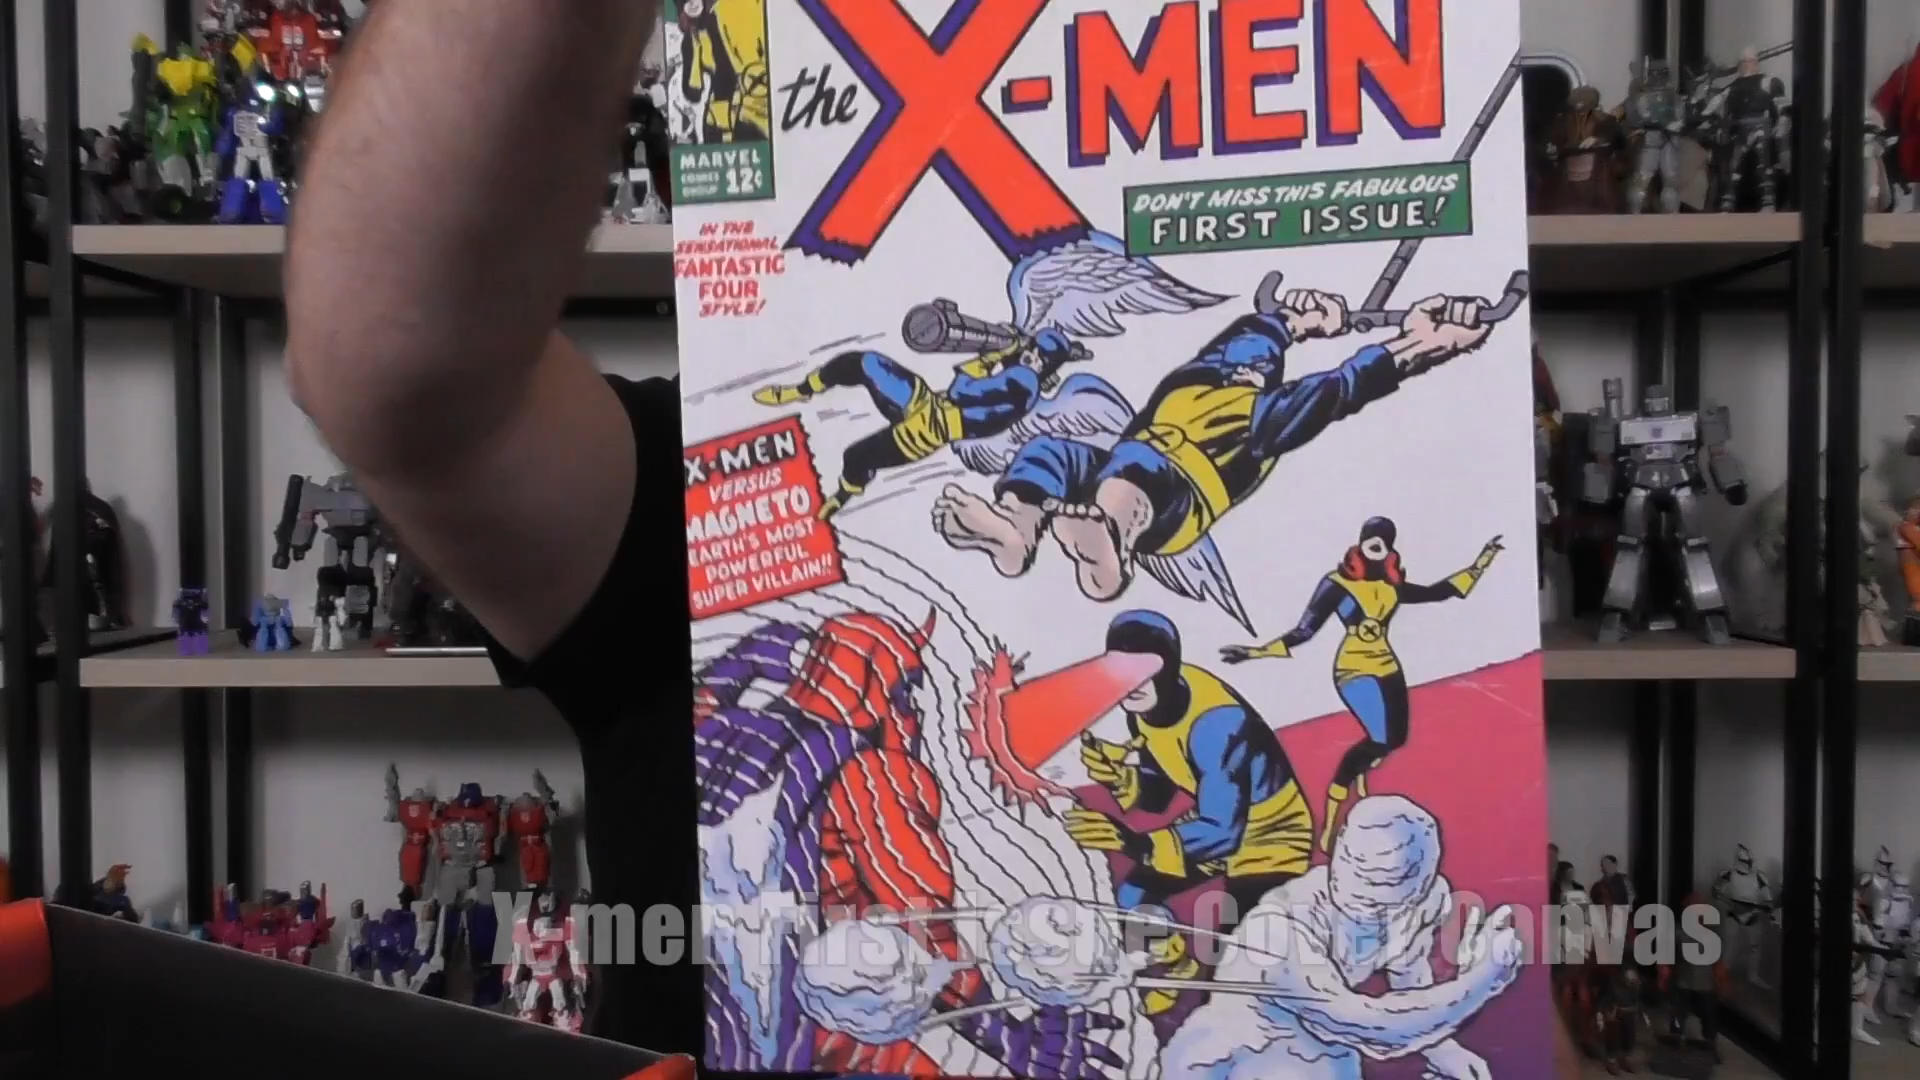 the X-MEN
MARVEL
COMICS
GROUP 12¢
DON'T MISS THIS FABULOUS
FIRST ISSUE!
IN THE
SENSATIONAL
FANTASTIC
FOUR
STYLE!
X-MEN
VERSUS
MAGNETO
EARTH'S MOST
POWERFUL
SUPER VILLAIN!!
X-men First issue Cover Canvas